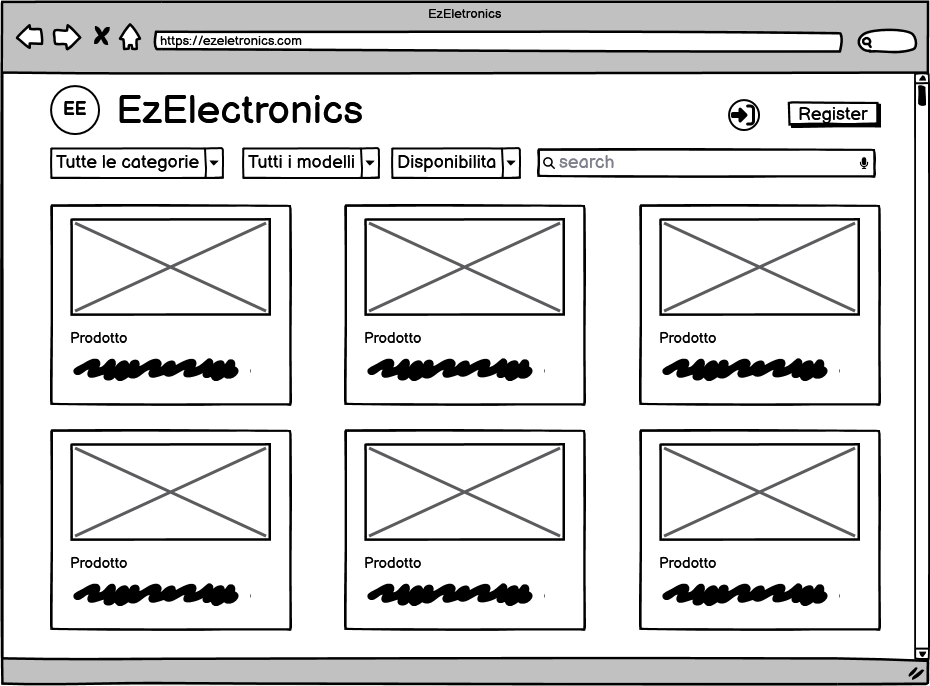 EzEletronics
https://ezeletronics.com
EE
EzElectronics
Register
Tutte le categorie
Tutti i modelli
Disponibilita
search
Prodotto
Prodotto
Prodotto
Prodotto
Prodotto
Prodotto